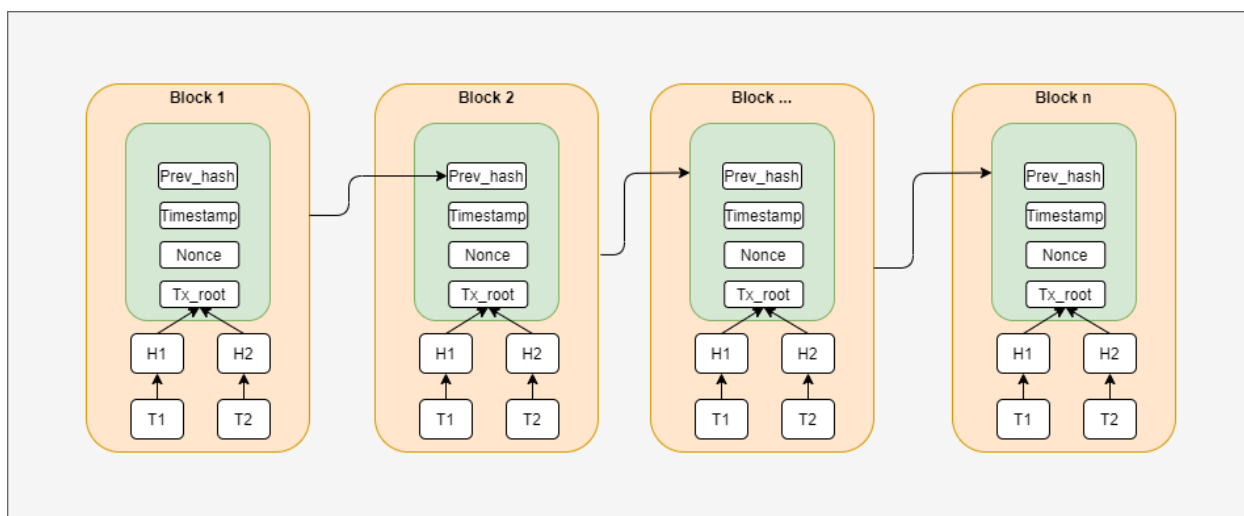 Block 1
Prev_hash
Timestamp
Nonce
Tx_root
H1 H2
T1 T2
Block 2
Prev_hash
Timestamp
Nonce
Tx_root
H1 H2
T1 T2
Block ...
Prev_hash
Timestamp
Nonce
Tx_root
H1 H2
T1 T2
Block n
Prev_hash
Timestamp
Nonce
Tx_root
H1 H2
T1 T2